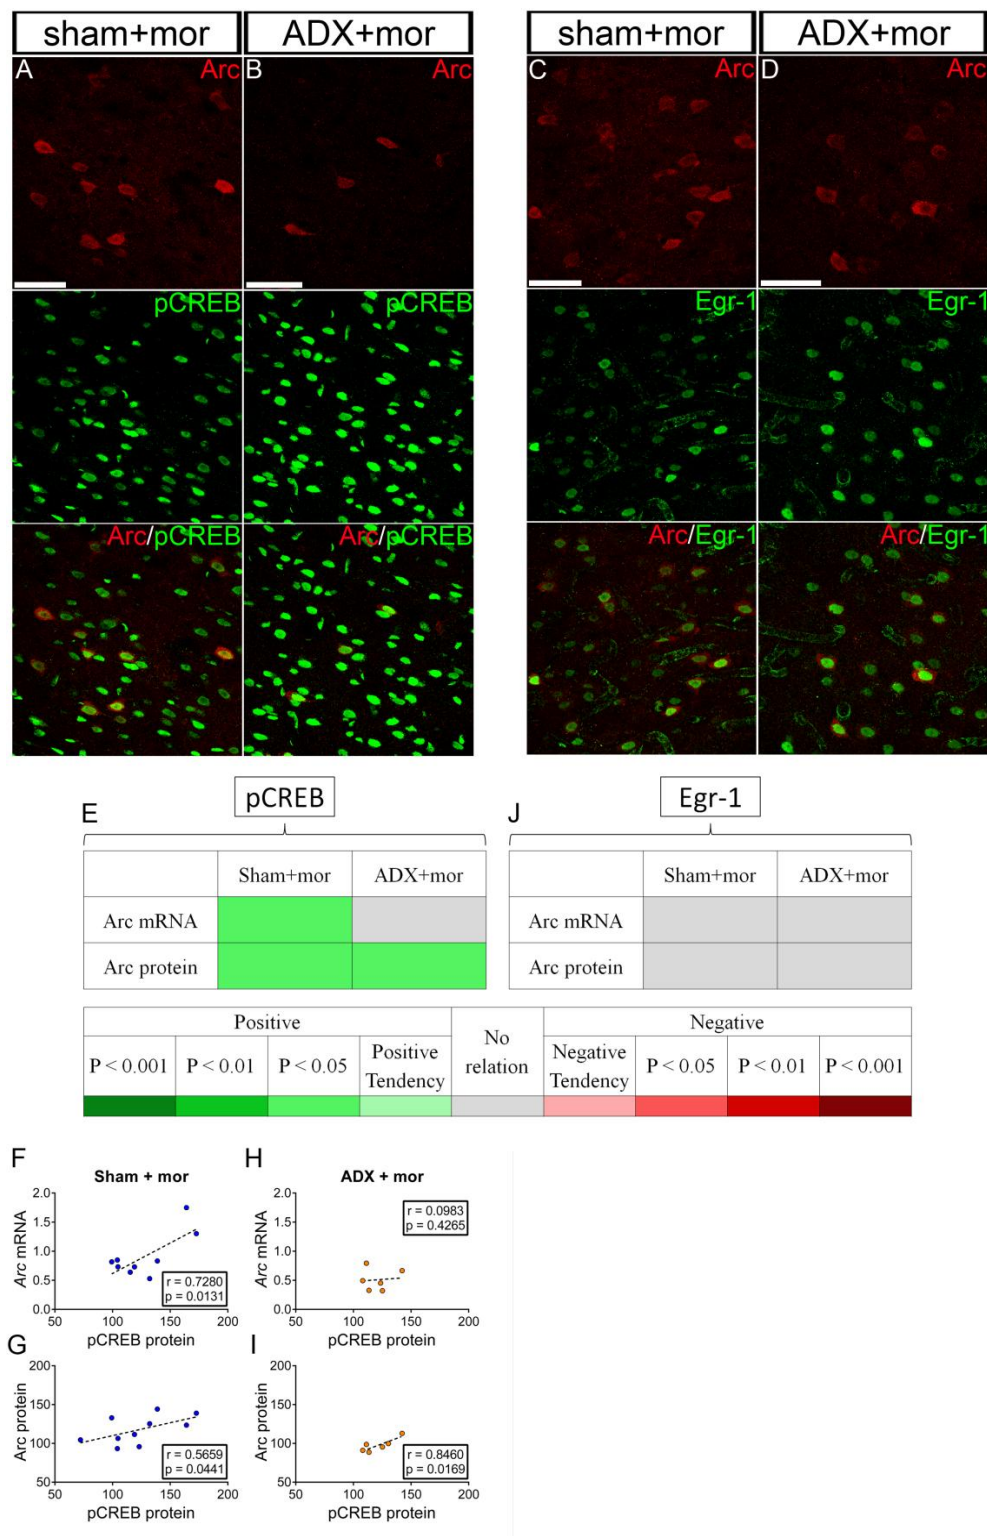 sham+mor ADX+mor sham+mor ADX+mor
A Arc B Arc C Arc D Arc
pCREB pCREB Egr-1 Egr-1
Arc/pCREB Arc/pCREB Arc/Egr-1 Arc/Egr-1
E pCREB J Egr-1
Sham+mor ADX+mor Sham+mor ADX+mor
Arc mRNA Arc mRNA
Arc protein Arc protein
Positive No relation Negative
P < 0.001 P < 0.01 P < 0.05 Positive Tendency Negative Tendency P < 0.05 P < 0.01 P < 0.001
F Sham + mor
Arc mRNA
2.0
1.5
1.0
0.5
0.0
r = 0.7280
p = 0.0131
50 100 150 200
pCREB protein
H ADX + mor
Arc mRNA
2.0
1.5
1.0
0.5
0.0
r = 0.0983
p = 0.4265
50 100 150 200
pCREB protein
G
Arc protein
200
150
100
50
r = 0.5659
p = 0.0441
50 100 150 200
pCREB protein
I
Arc protein
200
150
100
50
r = 0.8460
p = 0.0169
50 100 150 200
pCREB protein